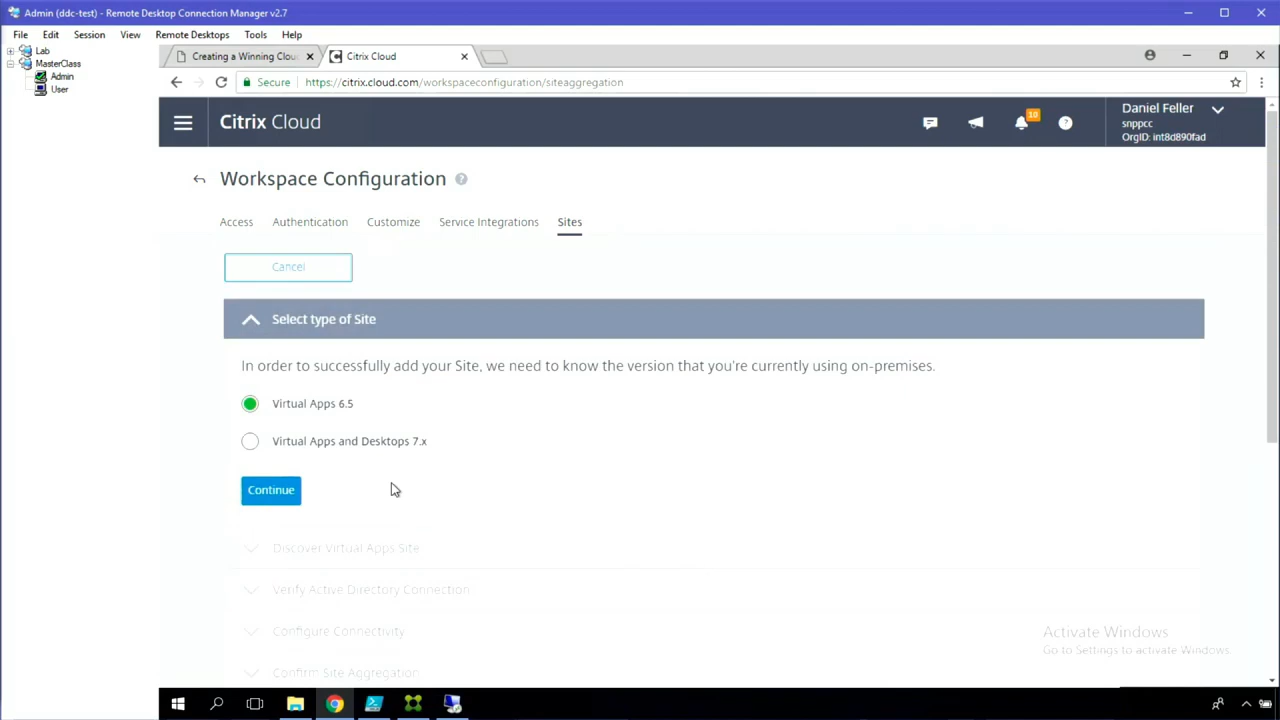 Admin (ddc-test) - Remote Desktop Connection Manager v2.7
File Edit Session View Remote Desktops Tools Help
Lab
MasterClass
Admin
User
Creating a Winning Clou
Citrix Cloud
Secure https://citrix.cloud.com/workspaceconfiguration/siteaggregation
Citrix Cloud
10
?
Daniel Feller
snppcc
OrgID: int8d890fad
Workspace Configuration ?
Access Authentication Customize Service Integrations Sites
Cancel
Select type of Site
In order to successfully add your Site, we need to know the version that you're currently using on-premises.
Virtual Apps 6.5
Virtual Apps and Desktops 7.x
Continue
Discover Virtual Apps Site
Verify Active Directory Connection
Configure Connectivity
Confirm Site Aggregation
Activate Windows
Go to Settings to activate Windows.